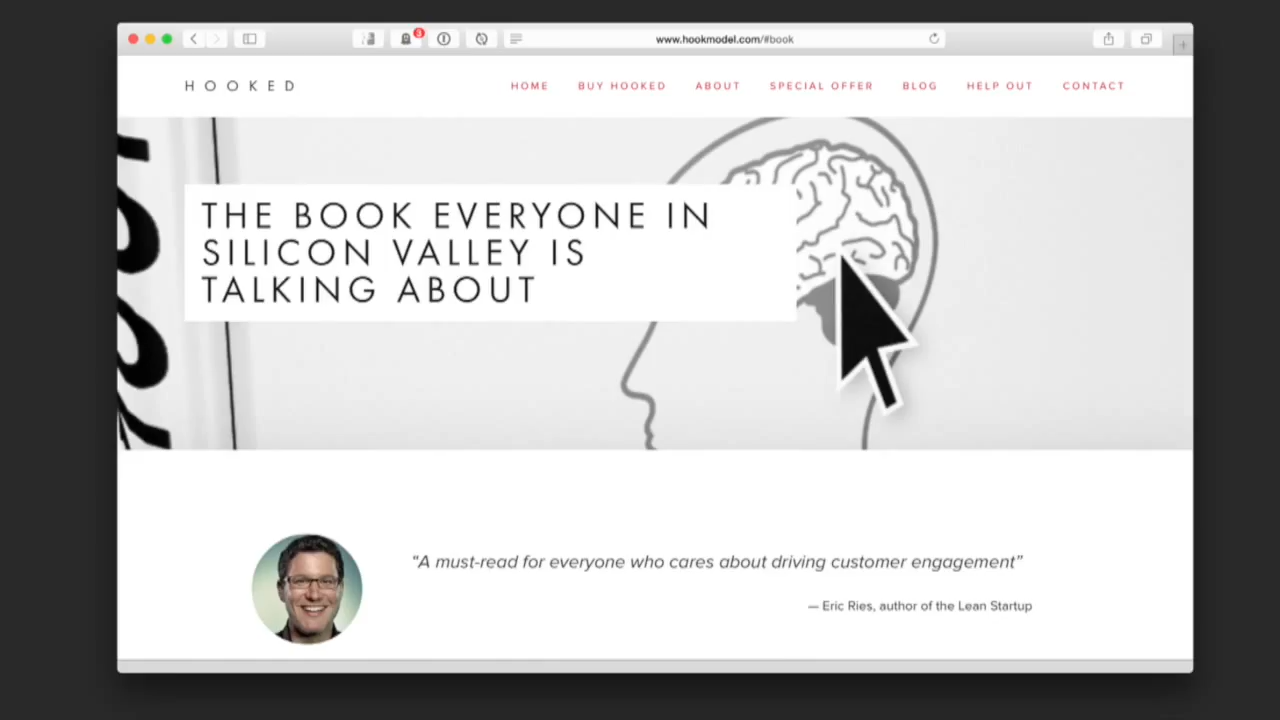 3
www.hookmodel.com/#book
HOOKED
HOME BUY HOOKED ABOUT SPECIAL OFFER BLOG HELP OUT CONTACT
THE BOOK EVERYONE IN
SILICON VALLEY IS
TALKING ABOUT
“A must-read for everyone who cares about driving customer engagement”
— Eric Ries, author of the Lean Startup